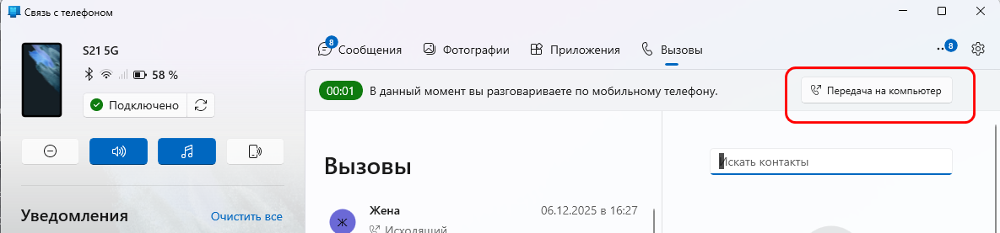 Связь с телефоном
S21 5G
58 %
Подключено
Уведомления
Очистить все
8
Сообщения
Фотографии
Приложения
Вызовы
8
00:01
В данный момент вы разговариваете по мобильному телефону.
Передача на компьютер
Вызовы
Ж
Жена
06.12.2025 в 16:27
Исходящий
Искать контакты